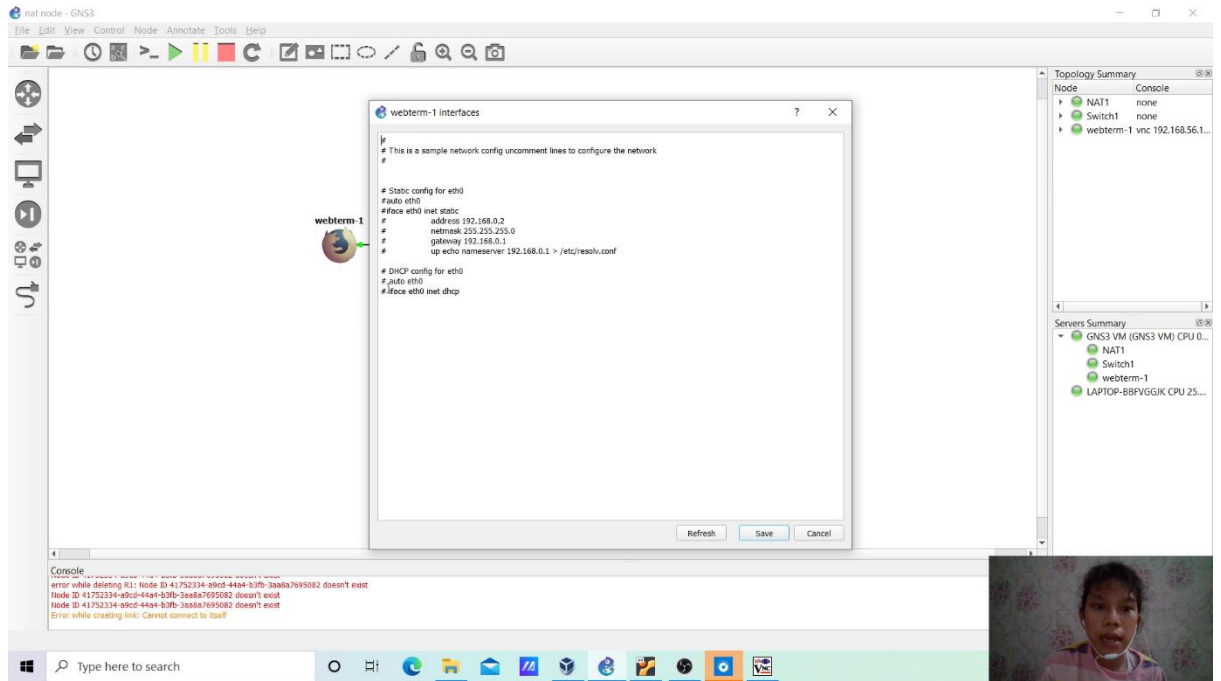 nat node - GNS3
File Edit View Control Node Annotate Tools Help
webterm-1 interfaces
?
#
# This is a sample network config uncomment lines to configure the network
#
# Static config for eth0
#auto eth0
#iface eth0 inet static
# address 192.168.0.2
# netmask 255.255.255.0
# gateway 192.168.0.1
# up echo nameserver 192.168.0.1 > /etc/resolv.conf
# DHCP config for eth0
# auto eth0
# iface eth0 inet dhcp
Refresh Save Cancel
webterm-1
Topology Summary
Node Console
NAT1 none
Switch1 none
webterm-1 vnc 192.168.56.1...
Servers Summary
GNS3 VM (GNS3 VM) CPU 0...
NAT1
Switch1
webterm-1
LAPTOP-BBFVGGJK CPU 25....
Console
error while deleting R1: Node ID 41752334-a9cd-44a4-b3fb-3aa8a7695082 doesn't exist
Node ID 41752334-a9cd-44a4-b3fb-3aa8a7695082 doesn't exist
Node ID 41752334-a9cd-44a4-b3fb-3aa8a7695082 doesn't exist
Error while creating link: Cannot connect to itself
Type here to search